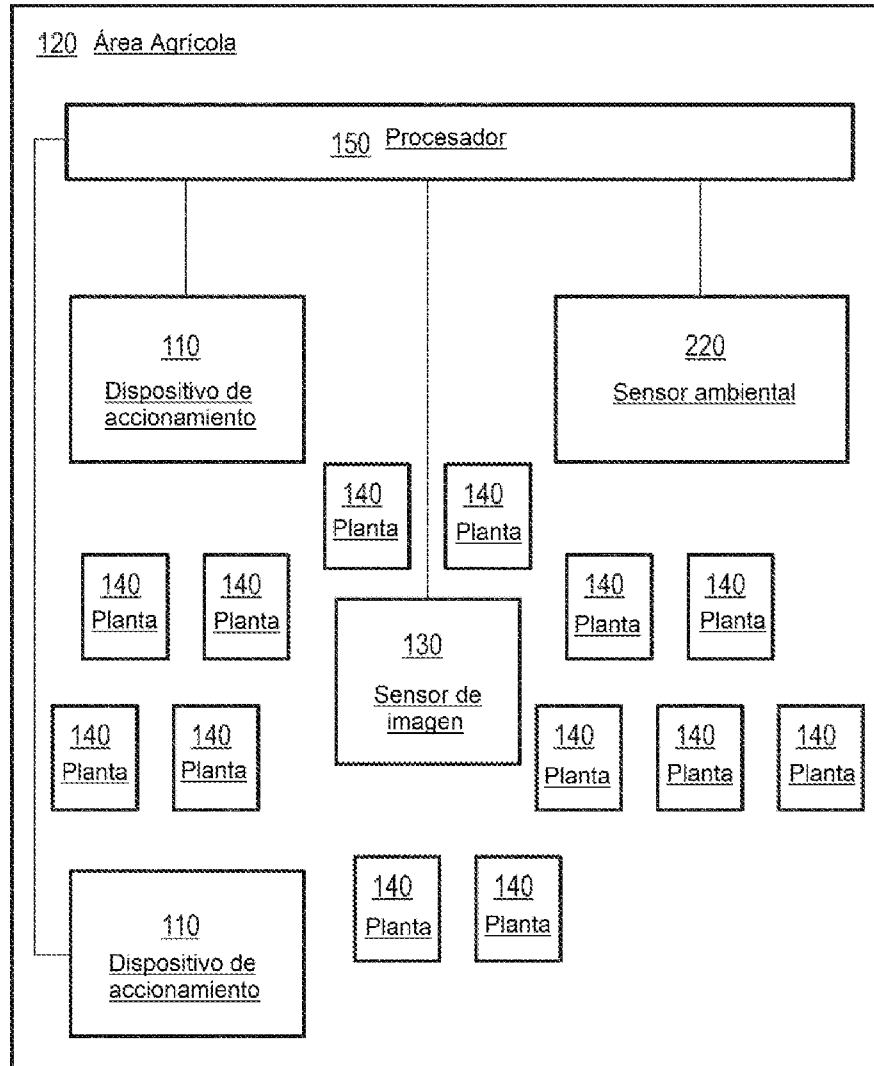 120 Área Agrícola
150 Procesador
110
Dispositivo de
accionamiento
220
Sensor ambiental
140
Planta
140
Planta
140
Planta
140
Planta
140
Planta
140
Planta
130
Sensor de
imagen
140
Planta
140
Planta
140
Planta
140
Planta
140
Planta
110
Dispositivo de
accionamiento
140
Planta
140
Planta